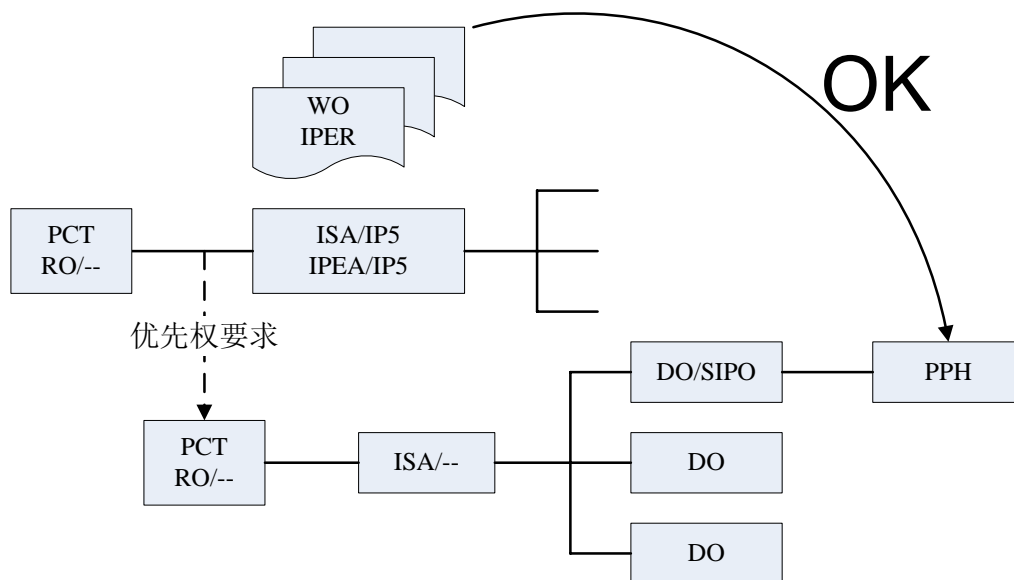 OK
WO
IPER
PCT
RO/--
ISA/IP5
IPEA/IP5
优先权要求
DO/SIPO
PPH
PCT
RO/--
ISA/--
DO
DO